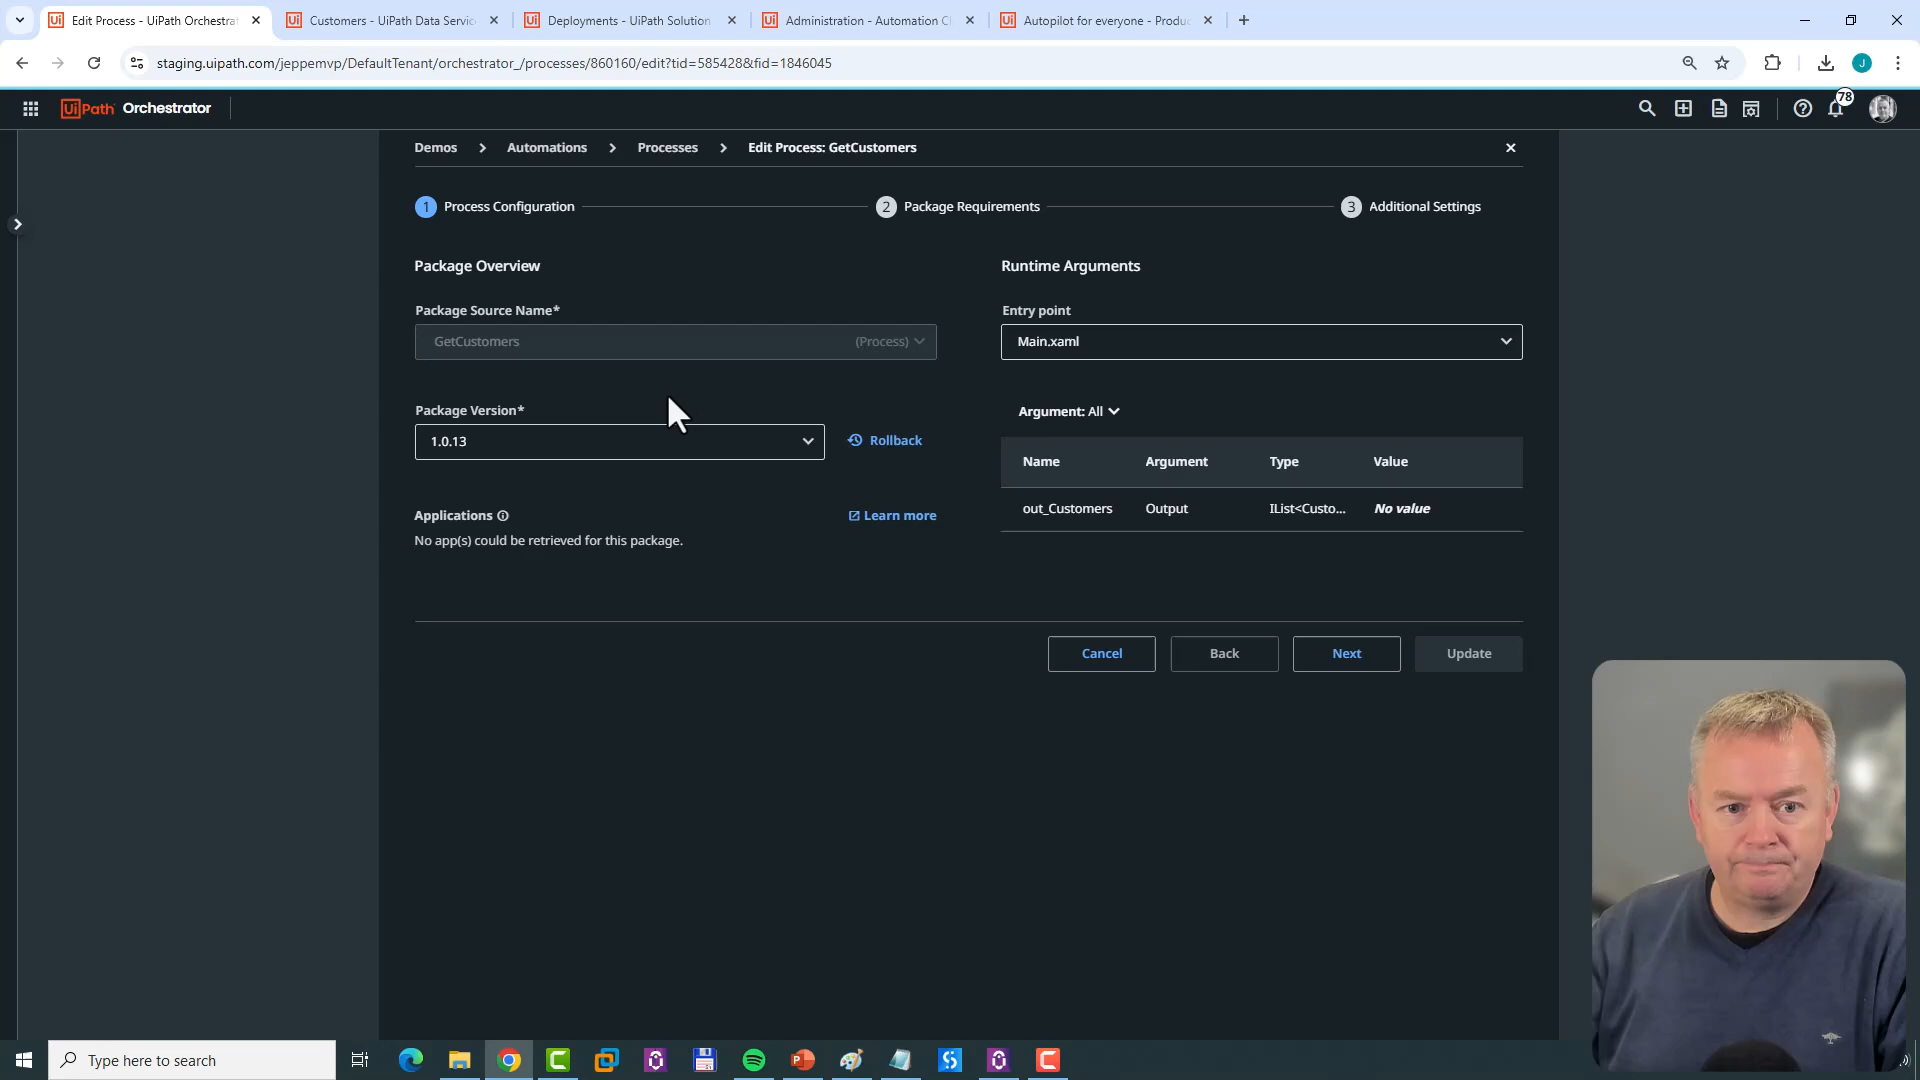 Edit Process - UiPath Orchestrat
Customers - UiPath Data Servic
Deployments - UiPath Solution
Administration - Automation Cl
Autopilot for everyone - Produc
staging.uipath.com/jeppemvp/DefaultTenant/orchestrator_/processes/860160/edit?tid=585428&fid=1846045
J
UiPath Orchestrator
78
Demos > Automations > Processes > Edit Process: GetCustomers
1 Process Configuration
2 Package Requirements
3 Additional Settings
Package Overview
Package Source Name*
GetCustomers (Process)
Package Version*
1.0.13
Rollback
Applications
Learn more
No app(s) could be retrieved for this package.
Runtime Arguments
Entry point
Main.xaml
Argument: All
Name Argument Type Value
out_Customers Output IList<Custo... No value
Cancel
Back
Next
Update
Type here to search